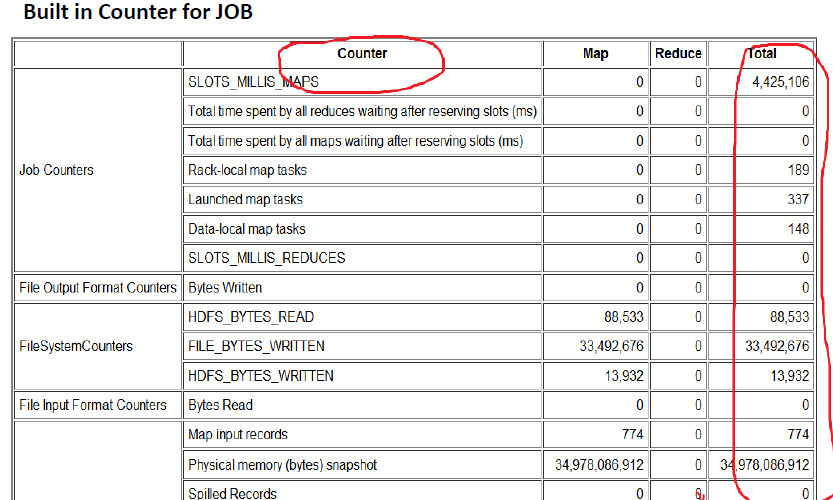 Built in Counter for JOB
Counter Map Reduce Total
Job Counters
SLOTS_MILLIS_MAPS 0 0 4,425,106
Total time spent by all reduces waiting after reserving slots (ms) 0 0 0
Total time spent by all maps waiting after reserving slots (ms) 0 0 0
Rack-local map tasks 0 0 189
Launched map tasks 0 0 337
Data-local map tasks 0 0 148
SLOTS_MILLIS_REDUCES 0 0 0
File Output Format Counters Bytes Written 0 0 0
FileSystemCounters
HDFS_BYTES_READ 88,533 0 88,533
FILE_BYTES_WRITTEN 33,492,676 0 33,492,676
HDFS_BYTES_WRITTEN 13,932 0 13,932
File Input Format Counters Bytes Read 0 0 0
Map input records 774 0 774
Physical memory (bytes) snapshot 34,978,086,912 0 34,978,086,912
Spilled Records 0 0 0